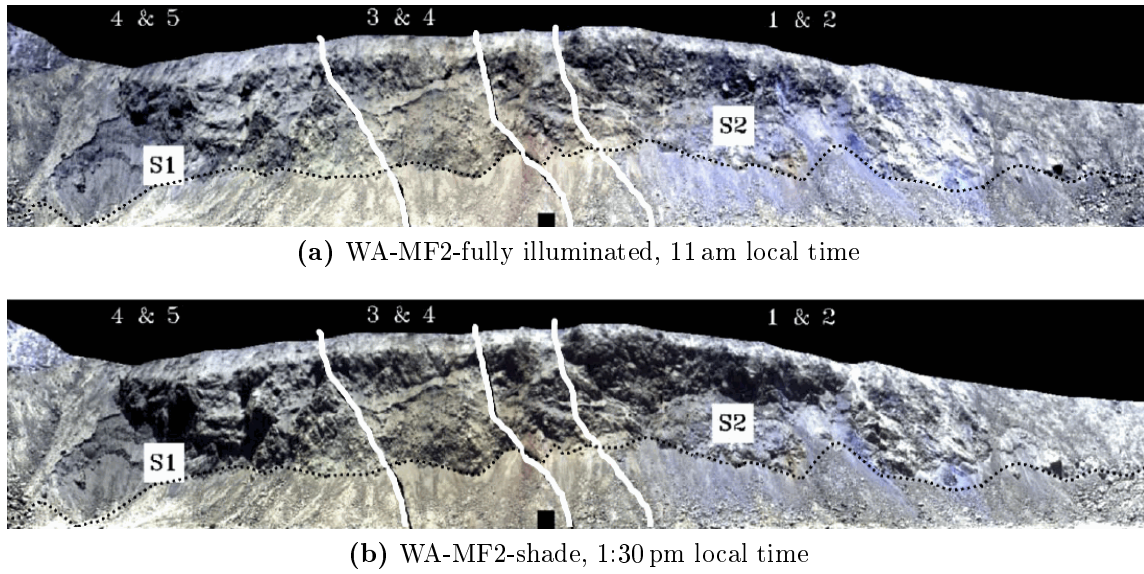 4 & 5 3 & 4 1 & 2
S1 S2
(a) WA-MF2-fully illuminated, 11 am local time
4 & 5 3 & 4 1 & 2
S1 S2
(b) WA-MF2-shade, 1:30 pm local time